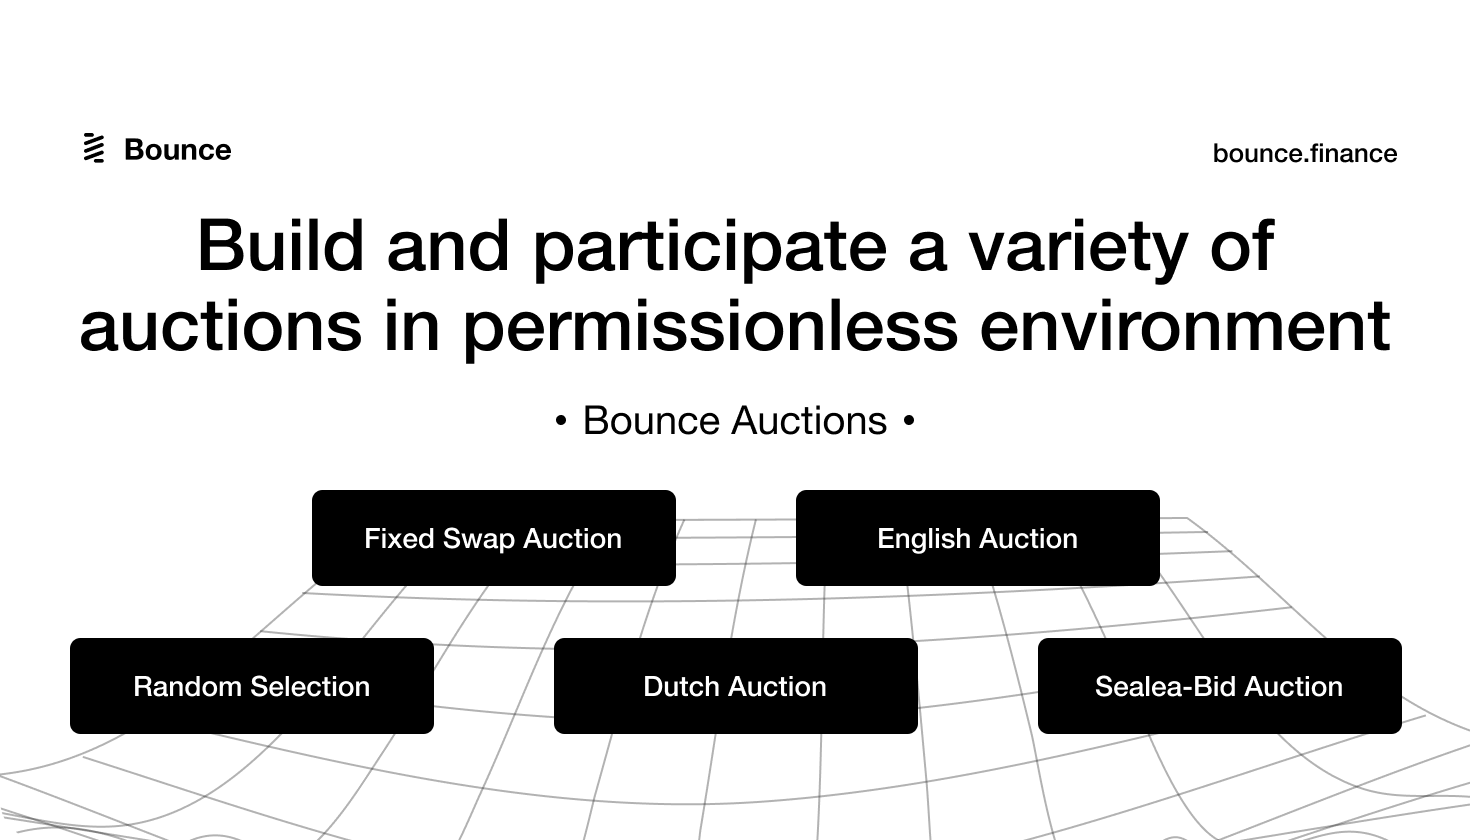 Bounce
bounce.finance
Build and participate a variety of
auctions in permissionless environment
• Bounce Auctions •
Fixed Swap Auction
English Auction
Random Selection
Dutch Auction
Sealea-Bid Auction